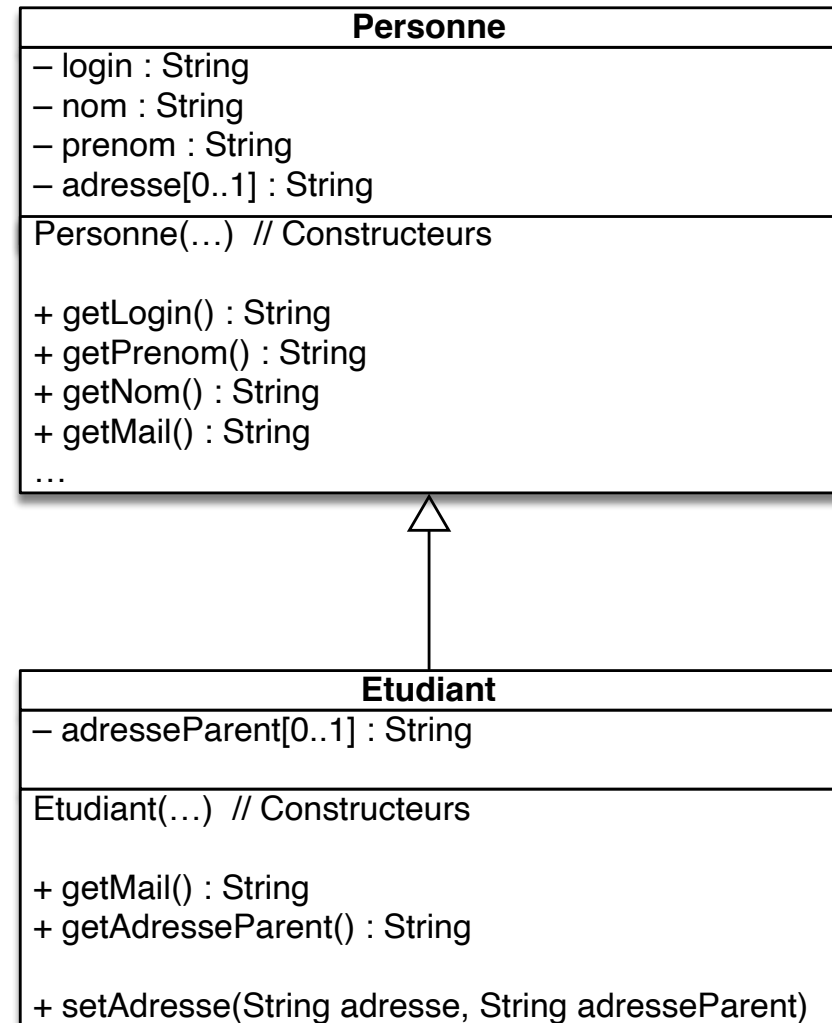 Personne
– login : String
– nom : String
– prenom : String
– adresse[0..1] : String
Personne(…)  // Constructeurs
+ getLogin() : String
+ getPrenom() : String
+ getNom() : String
+ getMail() : String
…
Etudiant
– adresseParent[0..1] : String
Etudiant(…)  // Constructeurs
+ getMail() : String
+ getAdresseParent() : String
+ setAdresse(String adresse, String adresseParent)